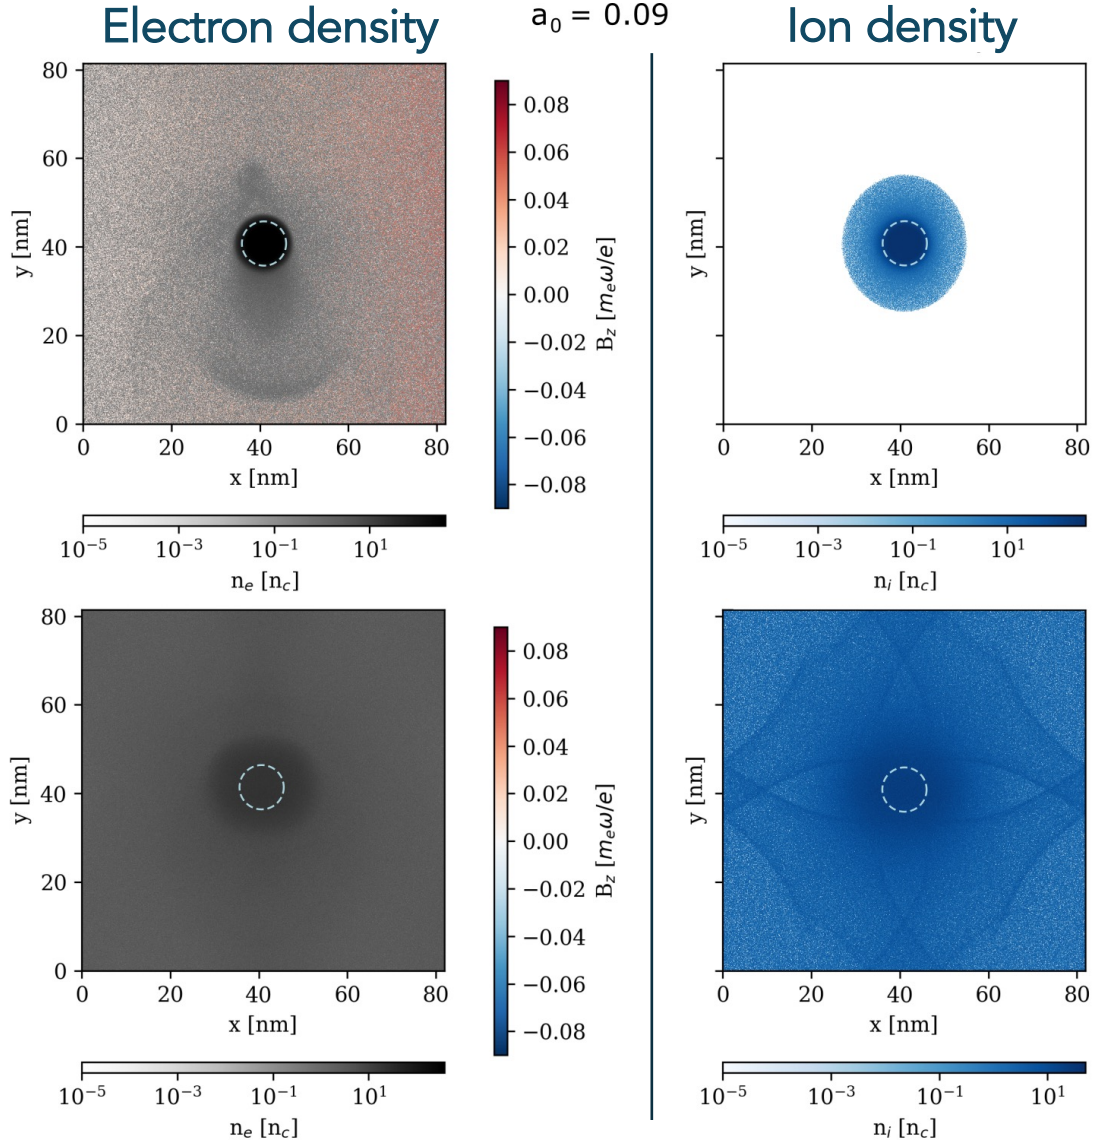 Electron density
a₀ = 0.09
Ion density
80
60
40
20
0
y [nm]
0 20 40 60 80
x [nm]
10⁻⁵ 10⁻³ 10⁻¹ 10¹
nₑ [n_c]
0.08
0.06
0.04
0.02
0.00
−0.02
−0.04
−0.06
−0.08
B_z [mₑω/e]
y [nm]
0 20 40 60 80
x [nm]
10⁻⁵ 10⁻³ 10⁻¹ 10¹
nᵢ [n_c]
80
60
40
20
0
y [nm]
0 20 40 60 80
x [nm]
10⁻⁵ 10⁻³ 10⁻¹ 10¹
nₑ [n_c]
0.08
0.06
0.04
0.02
0.00
−0.02
−0.04
−0.06
−0.08
B_z [mₑω/e]
y [nm]
0 20 40 60 80
x [nm]
10⁻⁵ 10⁻³ 10⁻¹ 10¹
nᵢ [n_c]